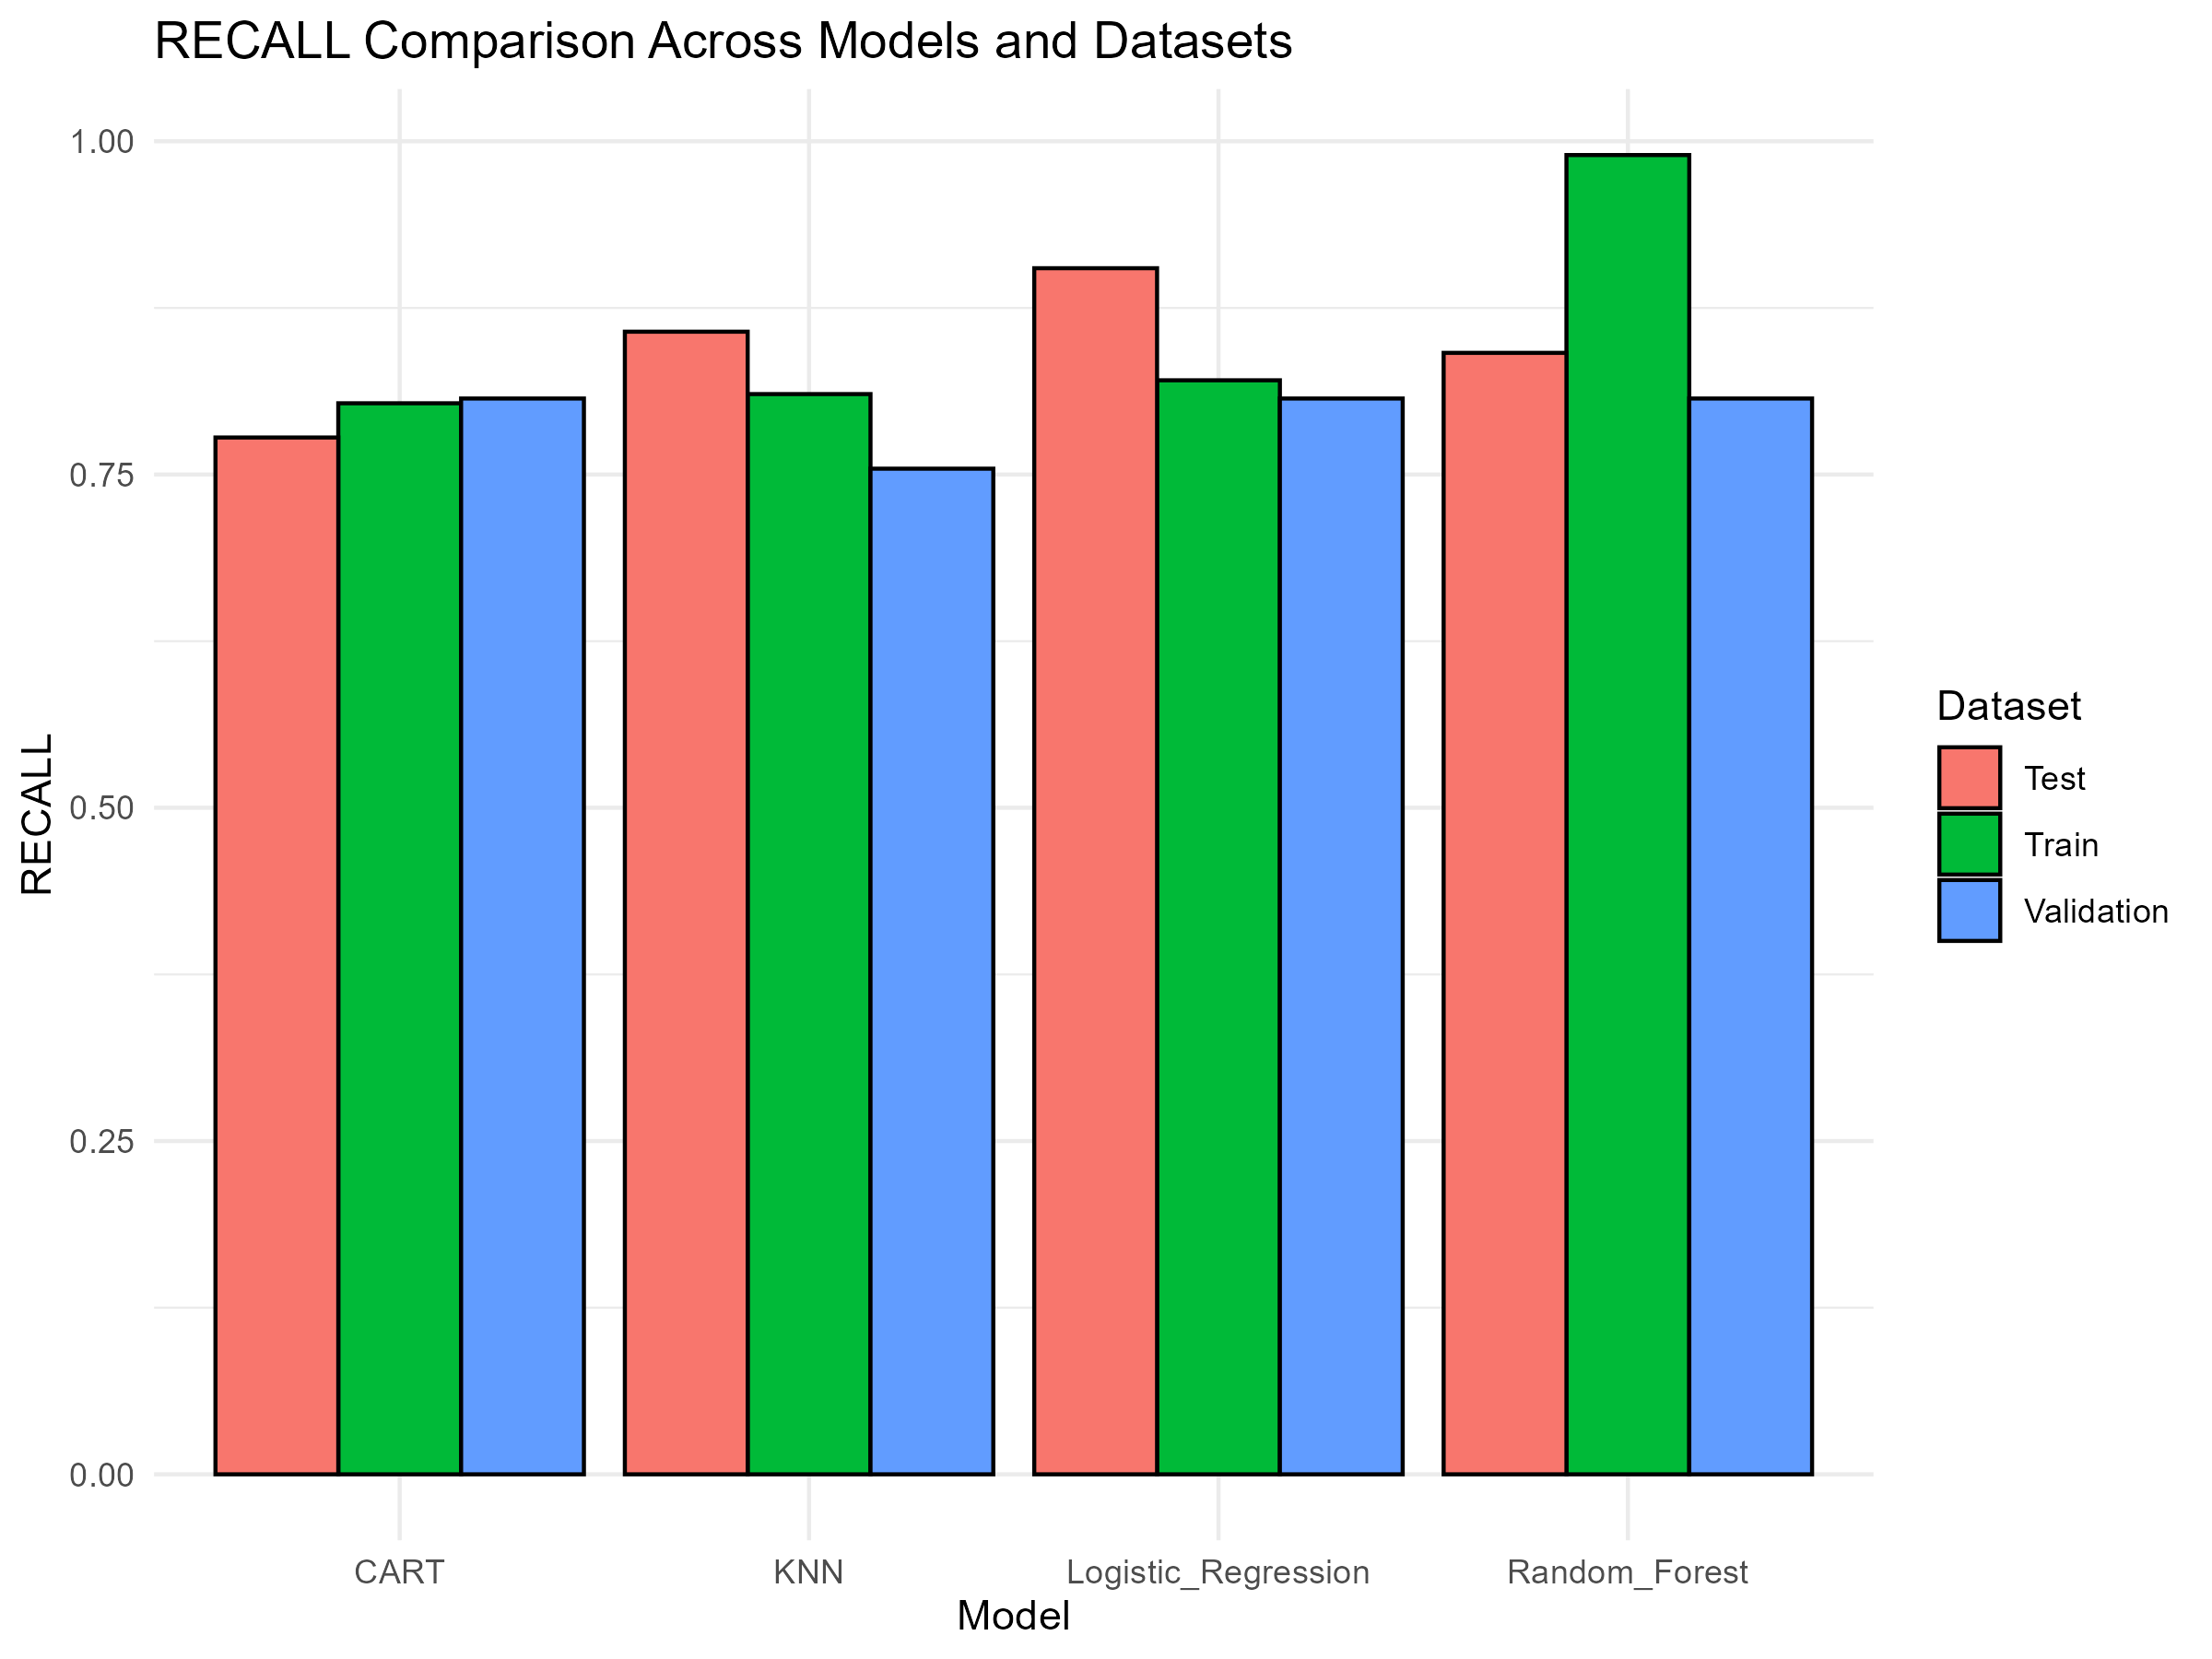 RECALL Comparison Across Models and Datasets
1.00
0.75
0.50
0.25
0.00
RECALL
CART
KNN
Logistic_Regression
Random_Forest
Model
Dataset
Test
Train
Validation